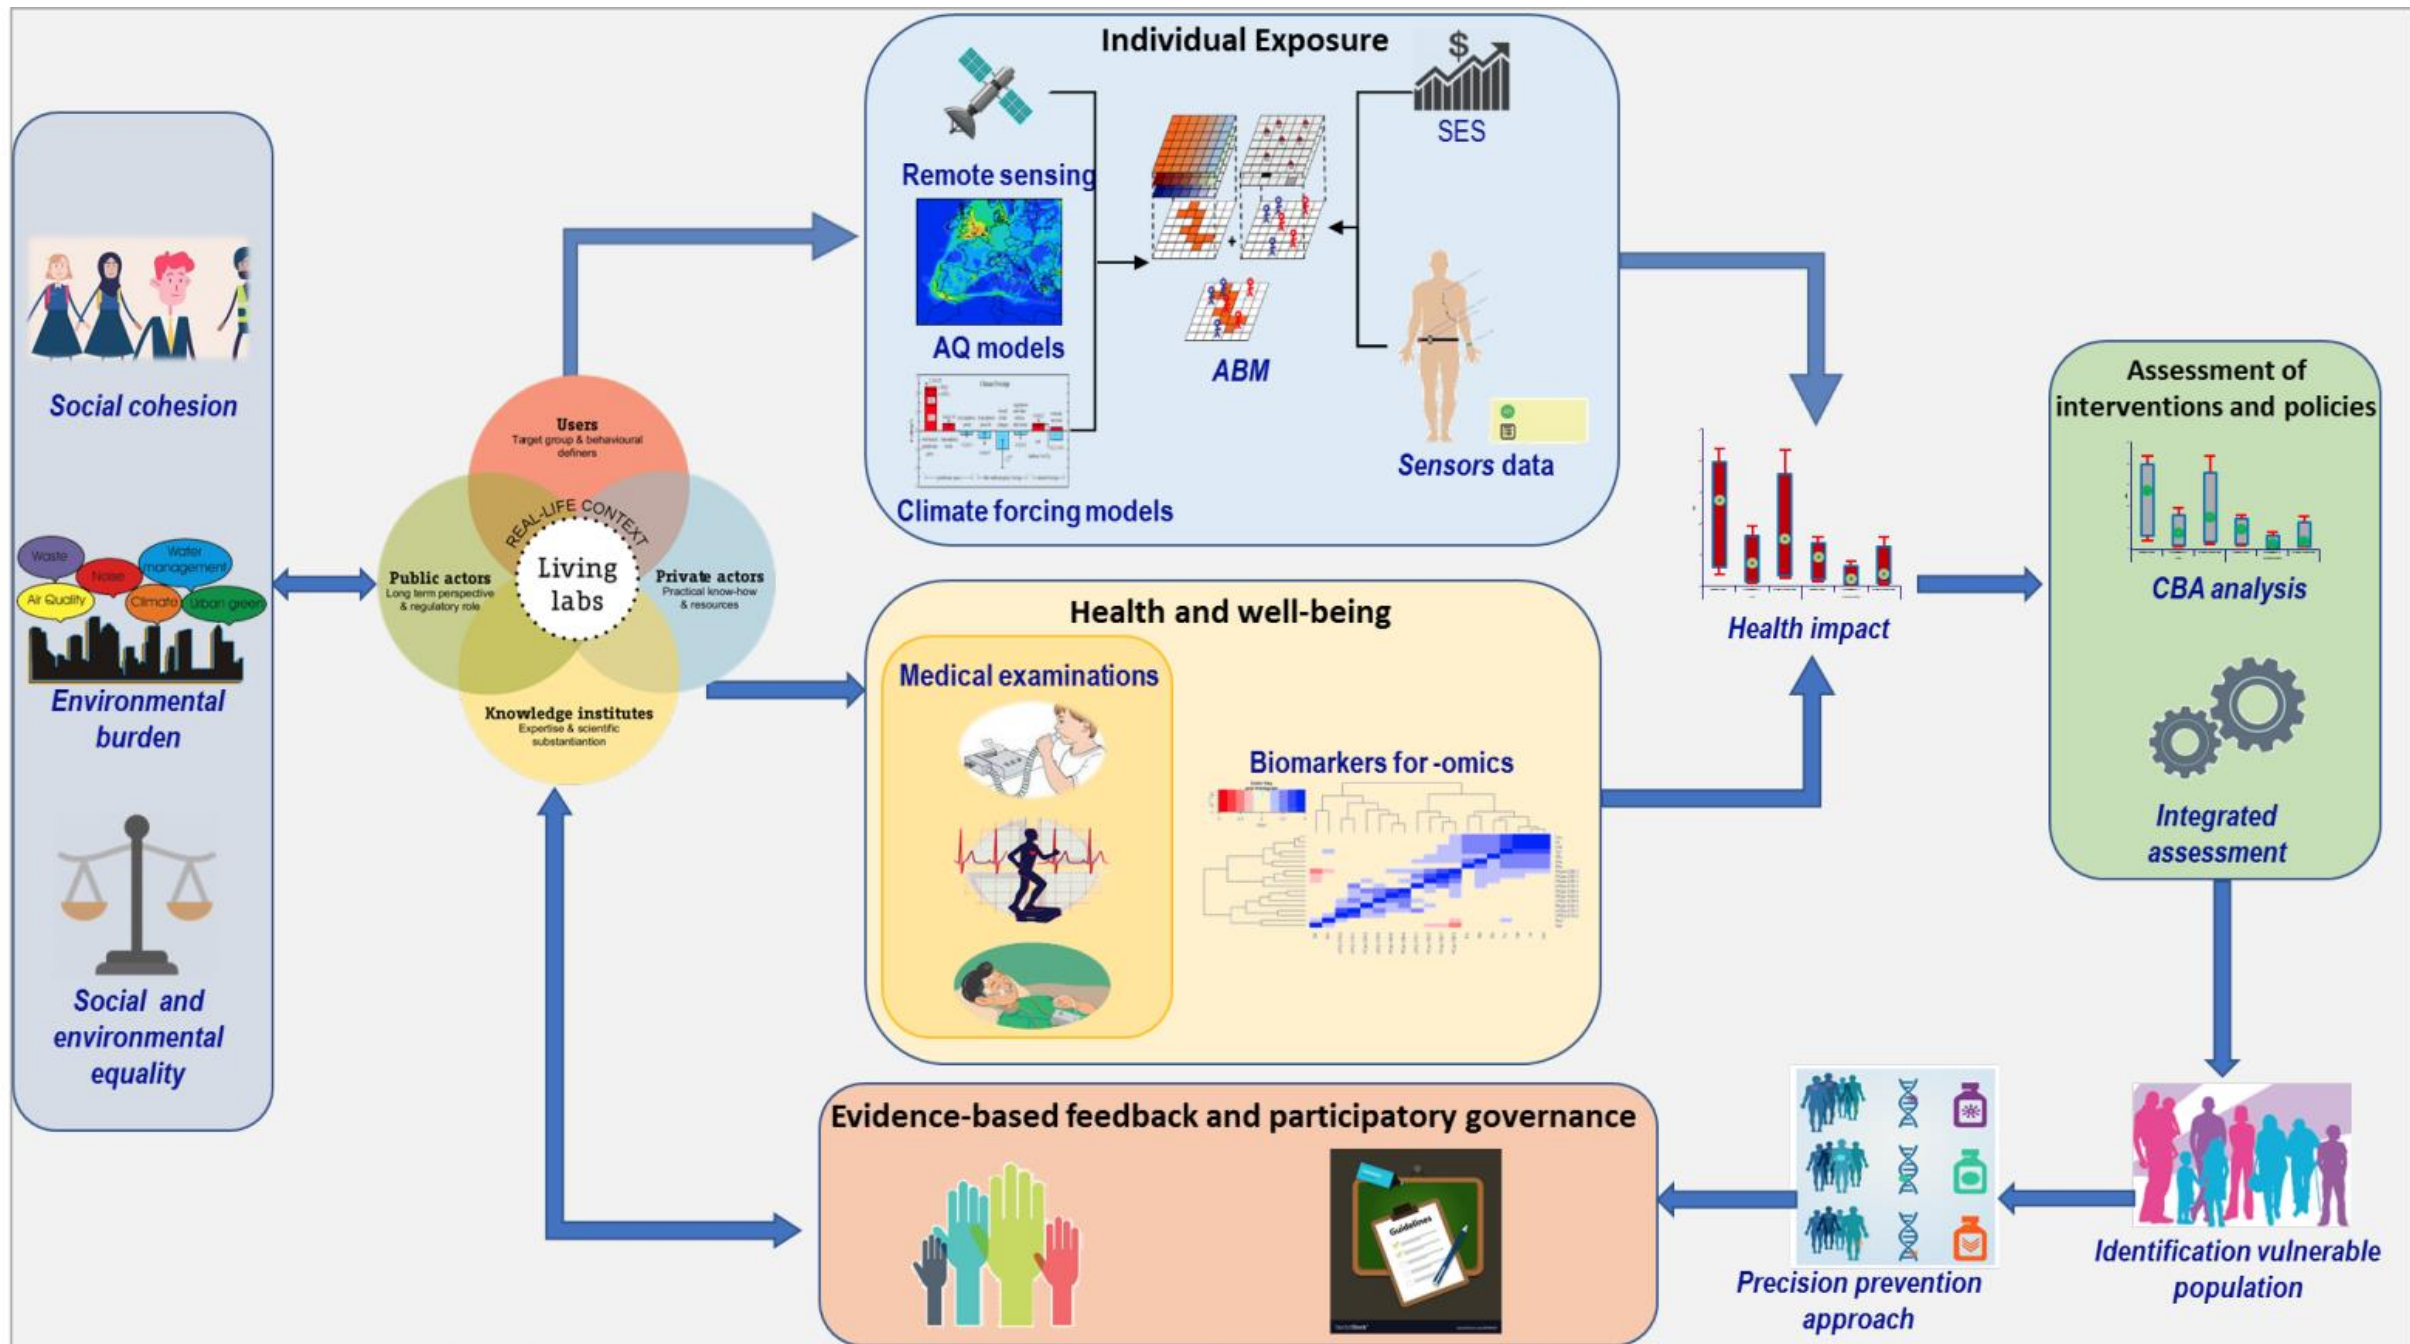 Individual Exposure
$
SES
Remote sensing
AQ models
ABM
Climate forcing models
Sensors data
Social cohesion
Waste
Water
management
Noise
Air Quality
Climate
Urban green
Environmental
burden
Social and
environmental
equality
Users
Target group & behavioural
definers
REAL-LIFE CONTEXT
Living
labs
Public actors
Long term perspective
& regulatory role
Private actors
Practical know-how
& resources
Knowledge institutes
Expertise & scientific
substantiantion
Health and well-being
Medical examinations
Biomarkers for -omics
Health impact
Assessment of
interventions and policies
CBA analysis
Integrated
assessment
Evidence-based feedback and participatory governance
Guidelines
Precision prevention
approach
Identification vulnerable
population